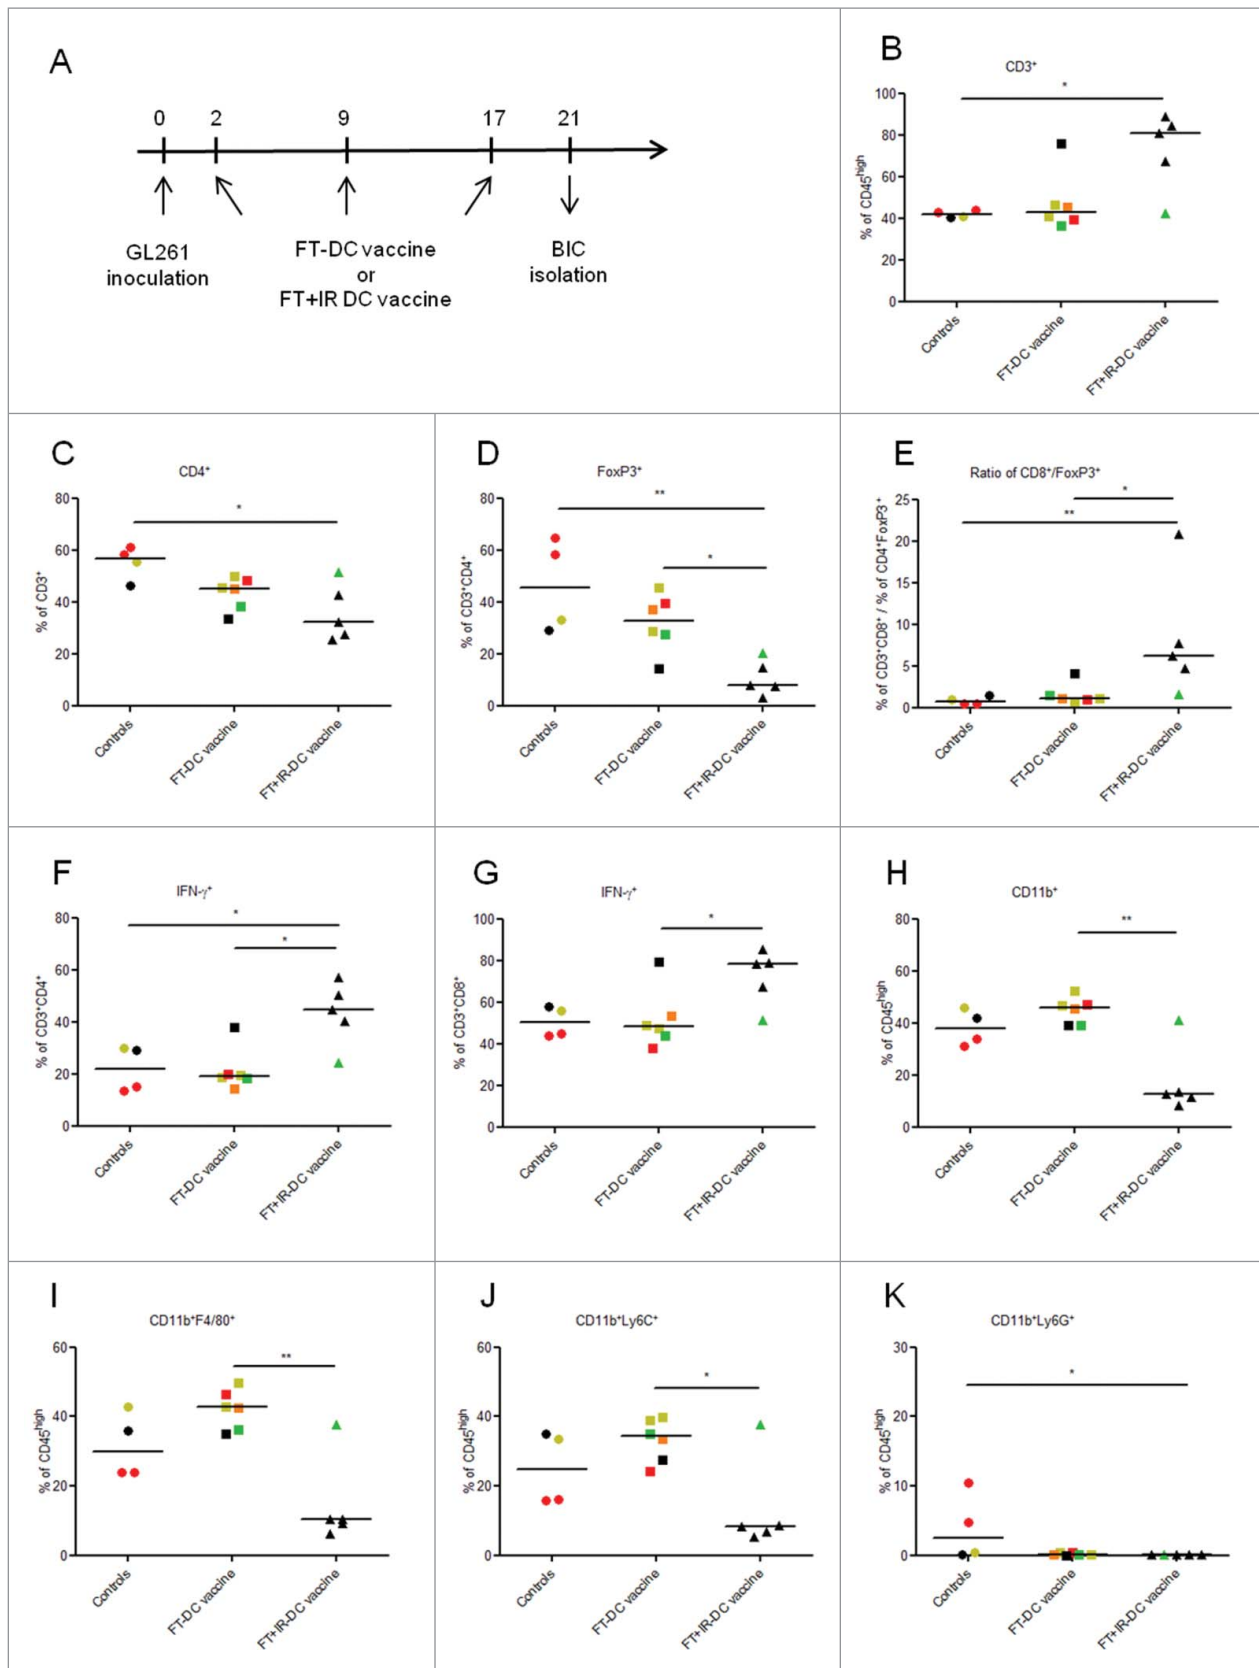 A
0 2 9 17 21
GL261
inoculation
FT-DC vaccine
or
FT+IR DC vaccine
BIC
isolation
B
CD3⁺
*
% of CD45ʰⁱᵍʰ
100
80
60
40
20
0
Controls
FT-DC vaccine
FT+IR-DC vaccine
C
CD4⁺
*
% of CD3⁺
80
60
40
20
0
Controls
FT-DC vaccine
FT+IR-DC vaccine
D
FoxP3⁺
**
*
% of CD3⁺CD4⁺
80
60
40
20
0
Controls
FT-DC vaccine
FT+IR-DC vaccine
E
Ratio of CD8⁺/FoxP3⁺
*
**
% of CD3⁺CD8⁺ / % of CD4⁺FoxP3⁺
25
20
15
10
5
0
Controls
FT-DC vaccine
FT+IR-DC vaccine
F
IFN-γ⁺
*
*
% of CD3⁺CD4⁺
80
60
40
20
0
Controls
FT-DC vaccine
FT+IR-DC vaccine
G
IFN-γ⁺
*
% of CD3⁺CD8⁺
100
80
60
40
20
0
Controls
FT-DC vaccine
FT+IR-DC vaccine
H
CD11b⁺
**
% of CD45ʰⁱᵍʰ
80
60
40
20
0
Controls
FT-DC vaccine
FT+IR-DC vaccine
I
CD11b⁺F4/80⁺
**
% of CD45ʰⁱᵍʰ
60
40
20
0
Controls
FT-DC vaccine
FT+IR-DC vaccine
J
CD11b⁺Ly6C⁺
*
% of CD45ʰⁱᵍʰ
60
40
20
0
Controls
FT-DC vaccine
FT+IR-DC vaccine
K
CD11b⁺Ly6G⁺
*
% of CD45ʰⁱᵍʰ
30
20
10
0
Controls
FT-DC vaccine
FT+IR-DC vaccine